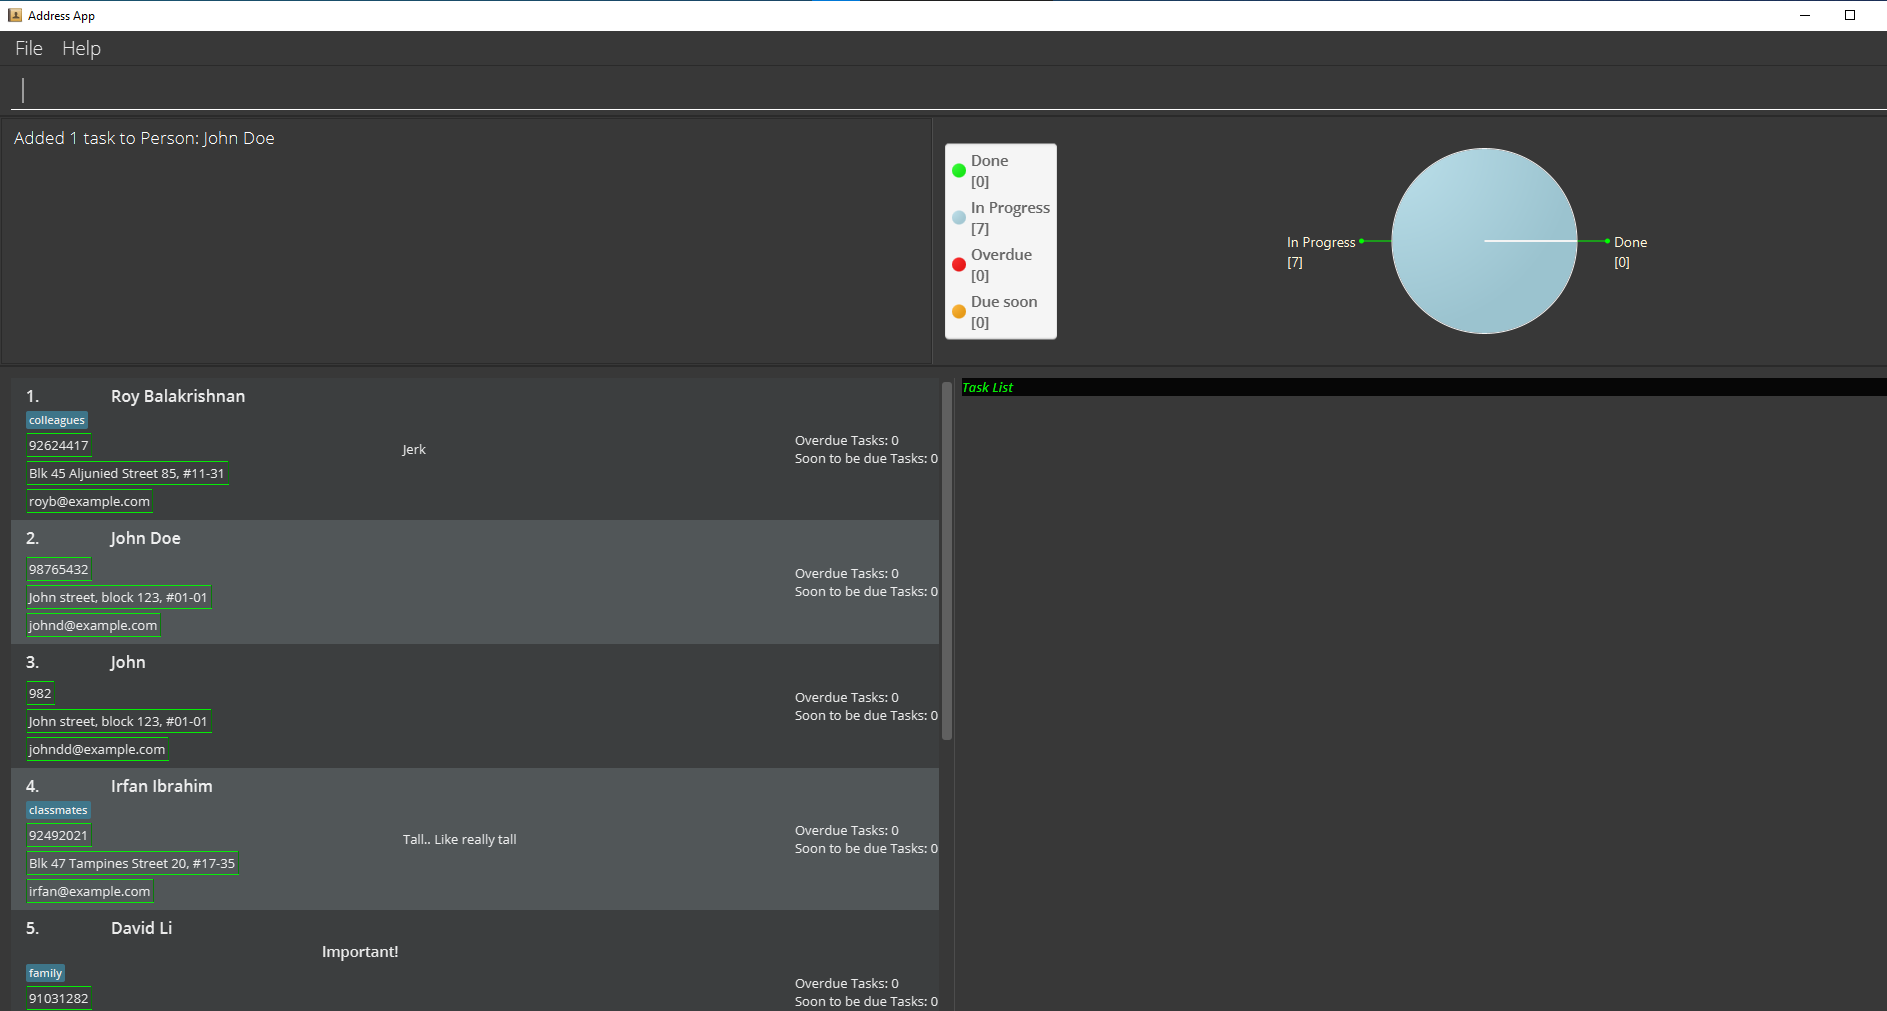 Address App
File Help
Added 1 task to Person: John Doe
Done
[0]
In Progress
[7]
Overdue
[0]
Due soon
[0]
In Progress
[7]
Done
[0]
1. Roy Balakrishnan
colleagues
92624417
Blk 45 Aljunied Street 85, #11-31
royb@example.com
Jerk
Overdue Tasks: 0
Soon to be due Tasks: 0
2. John Doe
98765432
John street, block 123, #01-01
johnd@example.com
Overdue Tasks: 0
Soon to be due Tasks: 0
3. John
982
John street, block 123, #01-01
johndd@example.com
Overdue Tasks: 0
Soon to be due Tasks: 0
4. Irfan Ibrahim
classmates
92492021
Blk 47 Tampines Street 20, #17-35
irfan@example.com
Tall.. Like really tall
Overdue Tasks: 0
Soon to be due Tasks: 0
5. David Li
Important!
family
91031282
Overdue Tasks: 0
Soon to be due Tasks: 0
Task List